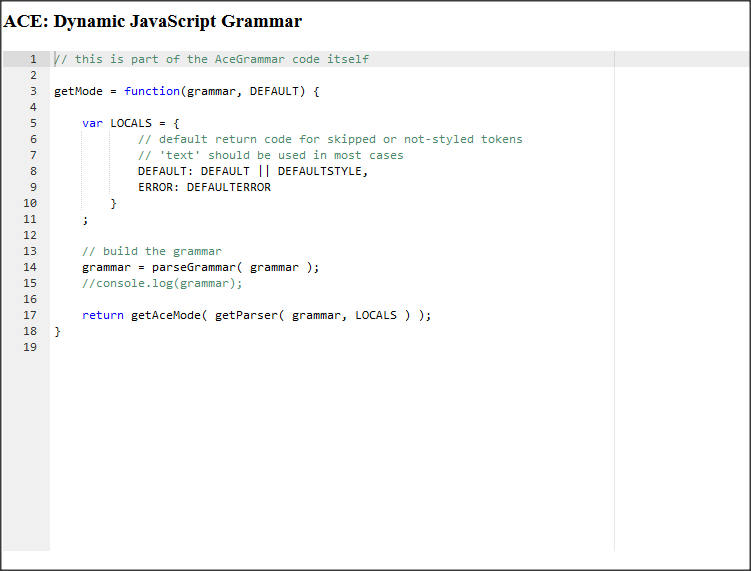 ACE: Dynamic JavaScript Grammar
1 // this is part of the AceGrammar code itself
2
3 getMode = function(grammar, DEFAULT) {
4
5     var LOCALS = {
6             // default return code for skipped or not-styled tokens
7             // 'text' should be used in most cases
8             DEFAULT: DEFAULT || DEFAULTSTYLE,
9             ERROR: DEFAULTERROR
10         }
11     ;
12
13     // build the grammar
14     grammar = parseGrammar( grammar );
15     //console.log(grammar);
16
17     return getAceMode( getParser( grammar, LOCALS ) );
18 }
19